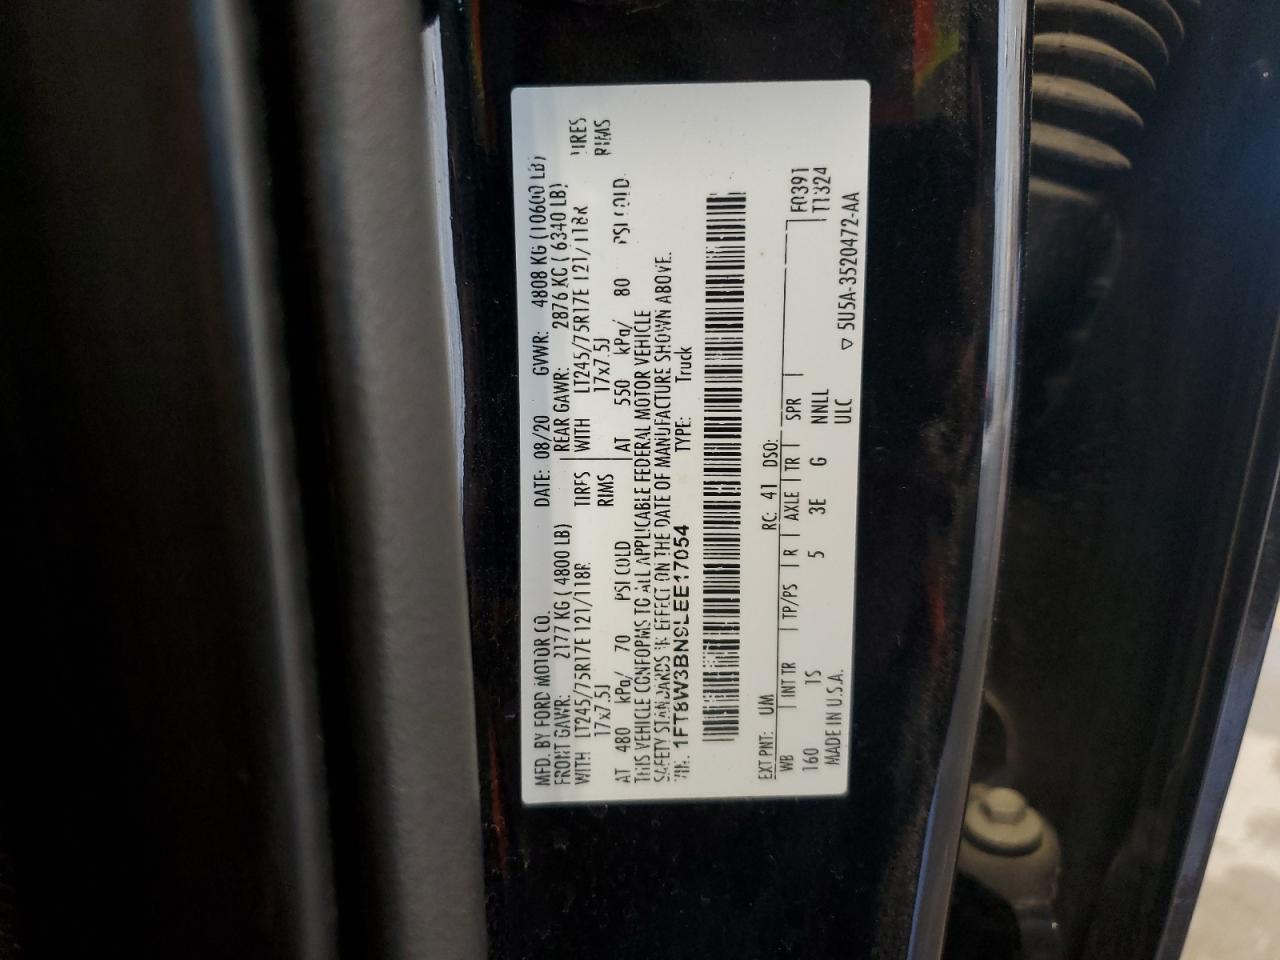 MFD. BY FORD MOTOR CO. DATE: 08/20 GVWR: 4808 KG (10600 LB)
FRONT GAWR: 2177 KG ( 4800 LB) REAR GAWR: 2876 KG ( 6340 LB)
WITH LT245/75R17E 121/118R TIRES WITH LT245/75R17E 121/118R TIRES
17x7.5J RIMS 17x7.5J RIMS
AT 480 kPa/ 70 PSI COLD AT 550 kPa/ 80 PSI COLD
THIS VEHICLE CONFORMS TO ALL APPLICABLE FEDERAL MOTOR VEHICLE
SAFETY STANDARDS IN EFFECT ON THE DATE OF MANUFACTURE SHOWN ABOVE.
VIN: 1FT8W3BN9LEE17054 TYPE: Truck
EXT PNT: UM RC: 41 DSO: F0391
WB INT TR TP/PS R AXLE TR SPR T1324
160 1S 5 3E G NNLL
MADE IN U.S.A. ULC ▽ 5U5A-3520472-AA